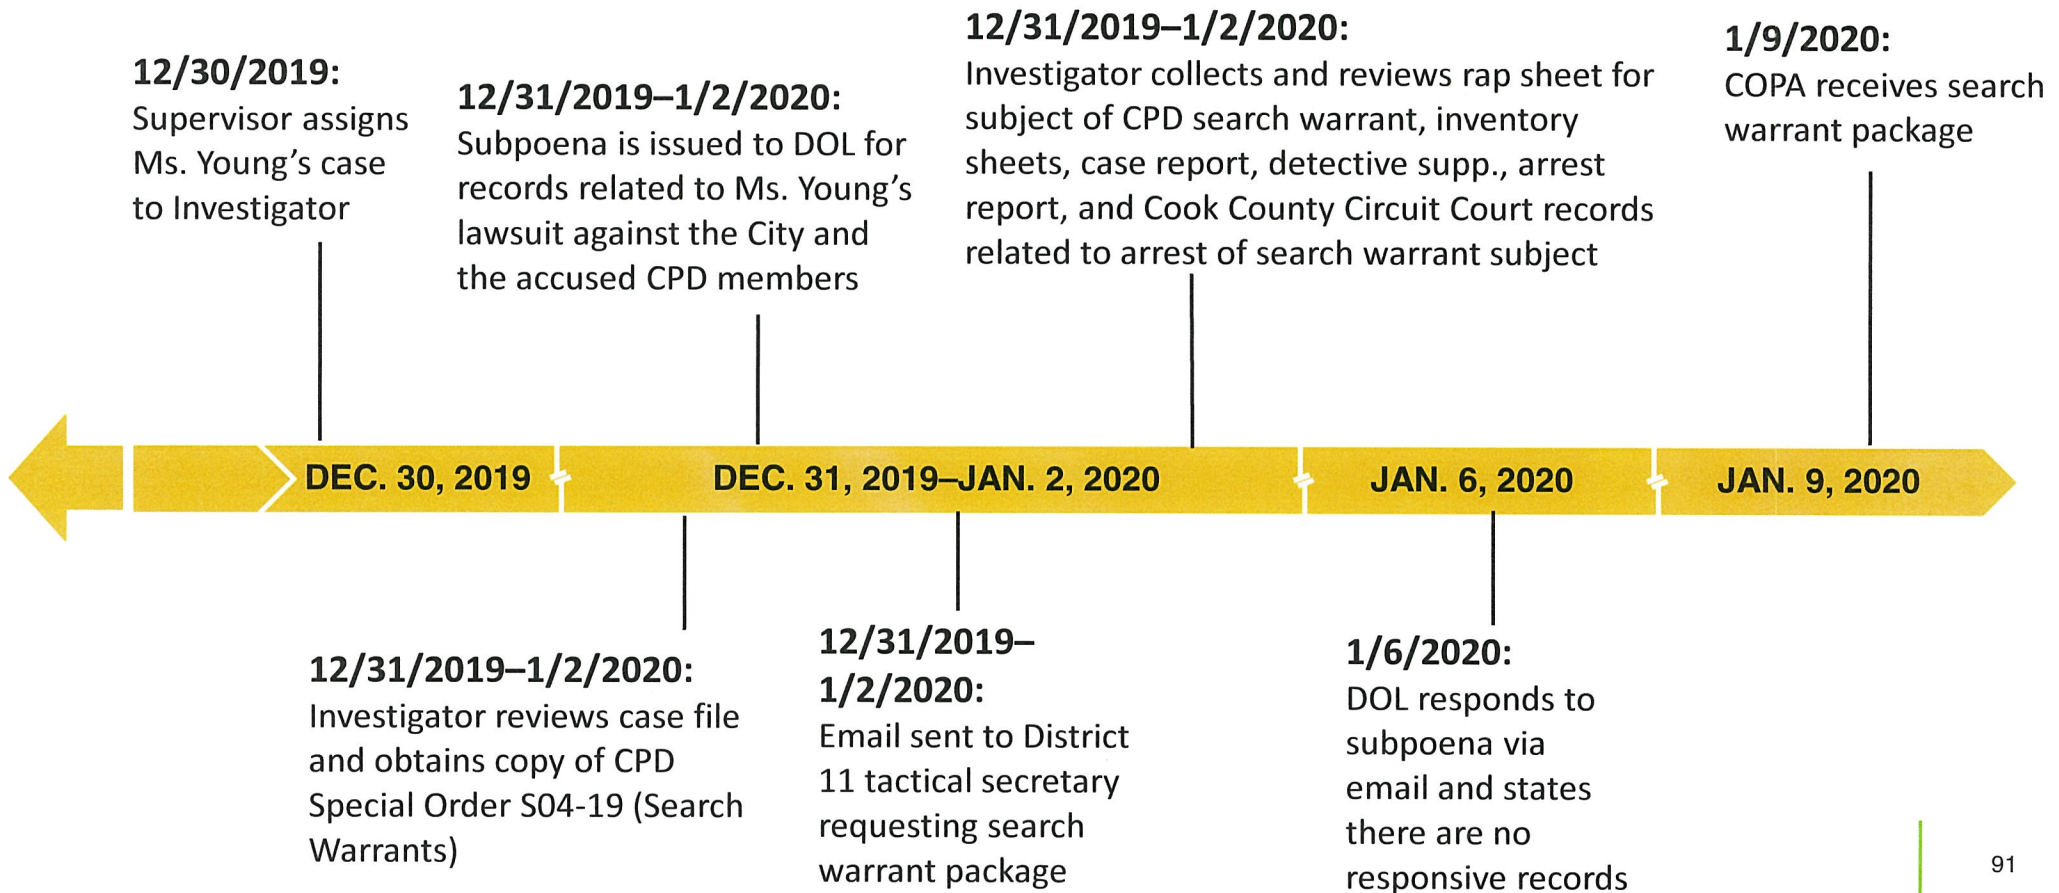 12/30/2019:
Supervisor assigns
Ms. Young’s case
to Investigator
12/31/2019–1/2/2020:
Subpoena is issued to DOL for
records related to Ms. Young’s
lawsuit against the City and
the accused CPD members
12/31/2019–1/2/2020:
Investigator collects and reviews rap sheet for
subject of CPD search warrant, inventory
sheets, case report, detective supp., arrest
report, and Cook County Circuit Court records
related to arrest of search warrant subject
1/9/2020:
COPA receives search
warrant package
DEC. 30, 2019
DEC. 31, 2019–JAN. 2, 2020
JAN. 6, 2020
JAN. 9, 2020
12/31/2019–1/2/2020:
Investigator reviews case file
and obtains copy of CPD
Special Order S04-19 (Search
Warrants)
12/31/2019–
1/2/2020:
Email sent to District
11 tactical secretary
requesting search
warrant package
1/6/2020:
DOL responds to
subpoena via
email and states
there are no
responsive records
91